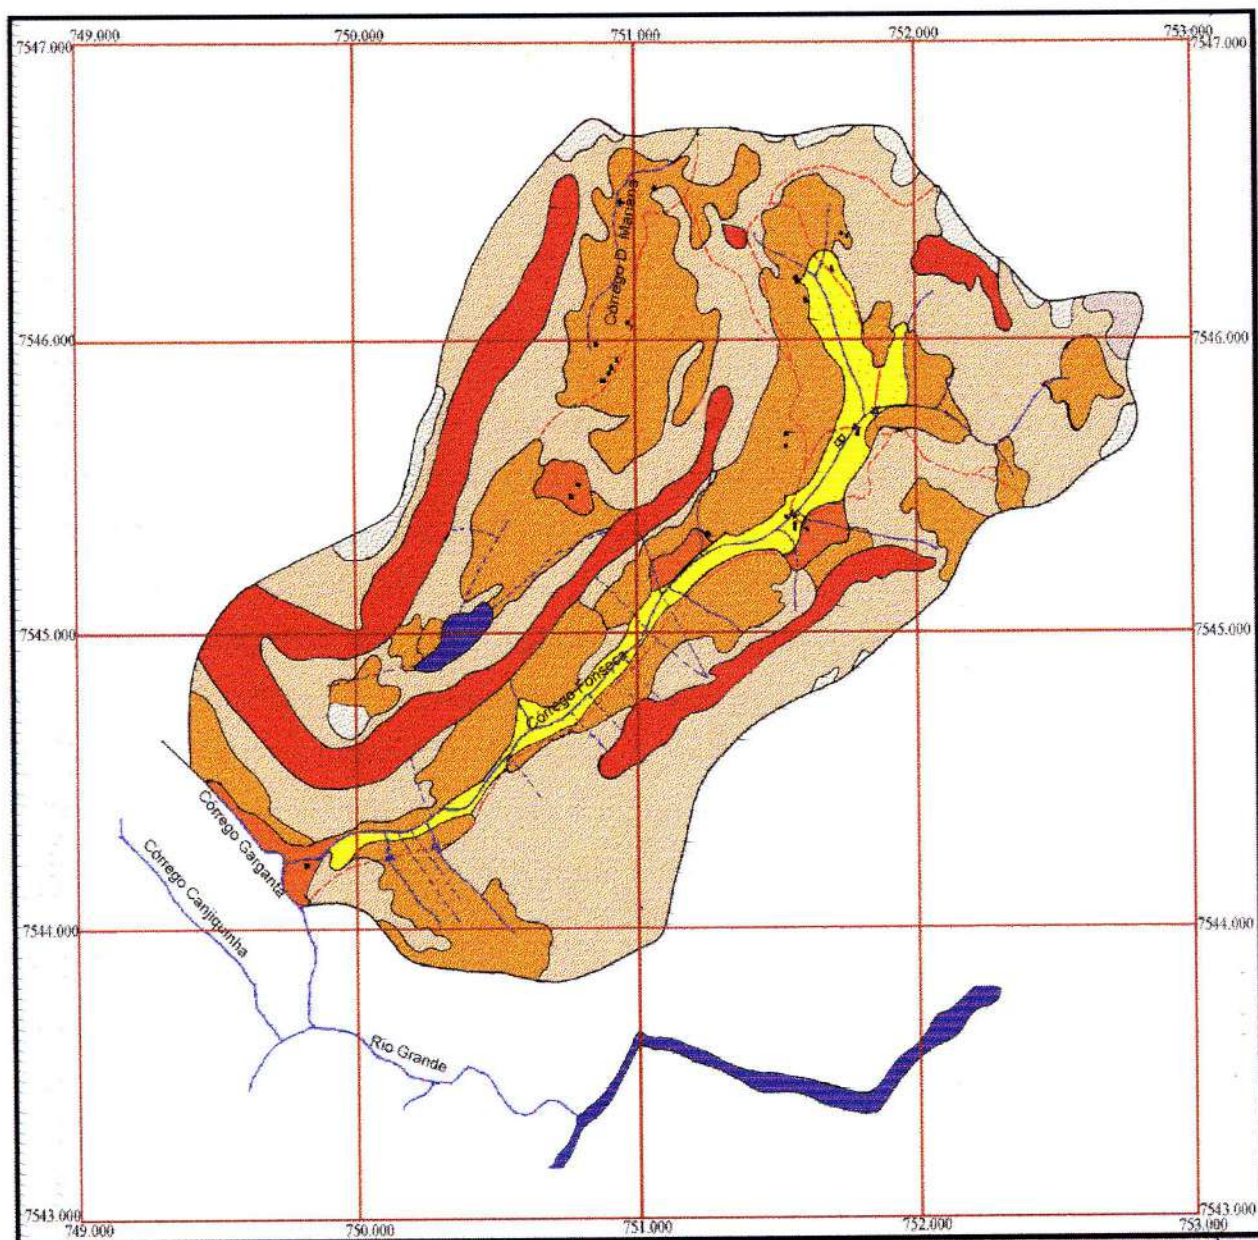 749.000 750.000 751.000 752.000 753.000
7547.000 7547.000
Córrego D. Mariana
7546.000 7546.000
7545.000 7545.000
Córrego Fonseca
Córrego Garganta
Córrego Canjiquinha
7544.000 7544.000
Rio Grande
7543.000 7543.000
749.000 750.000 751.000 752.000 753.000